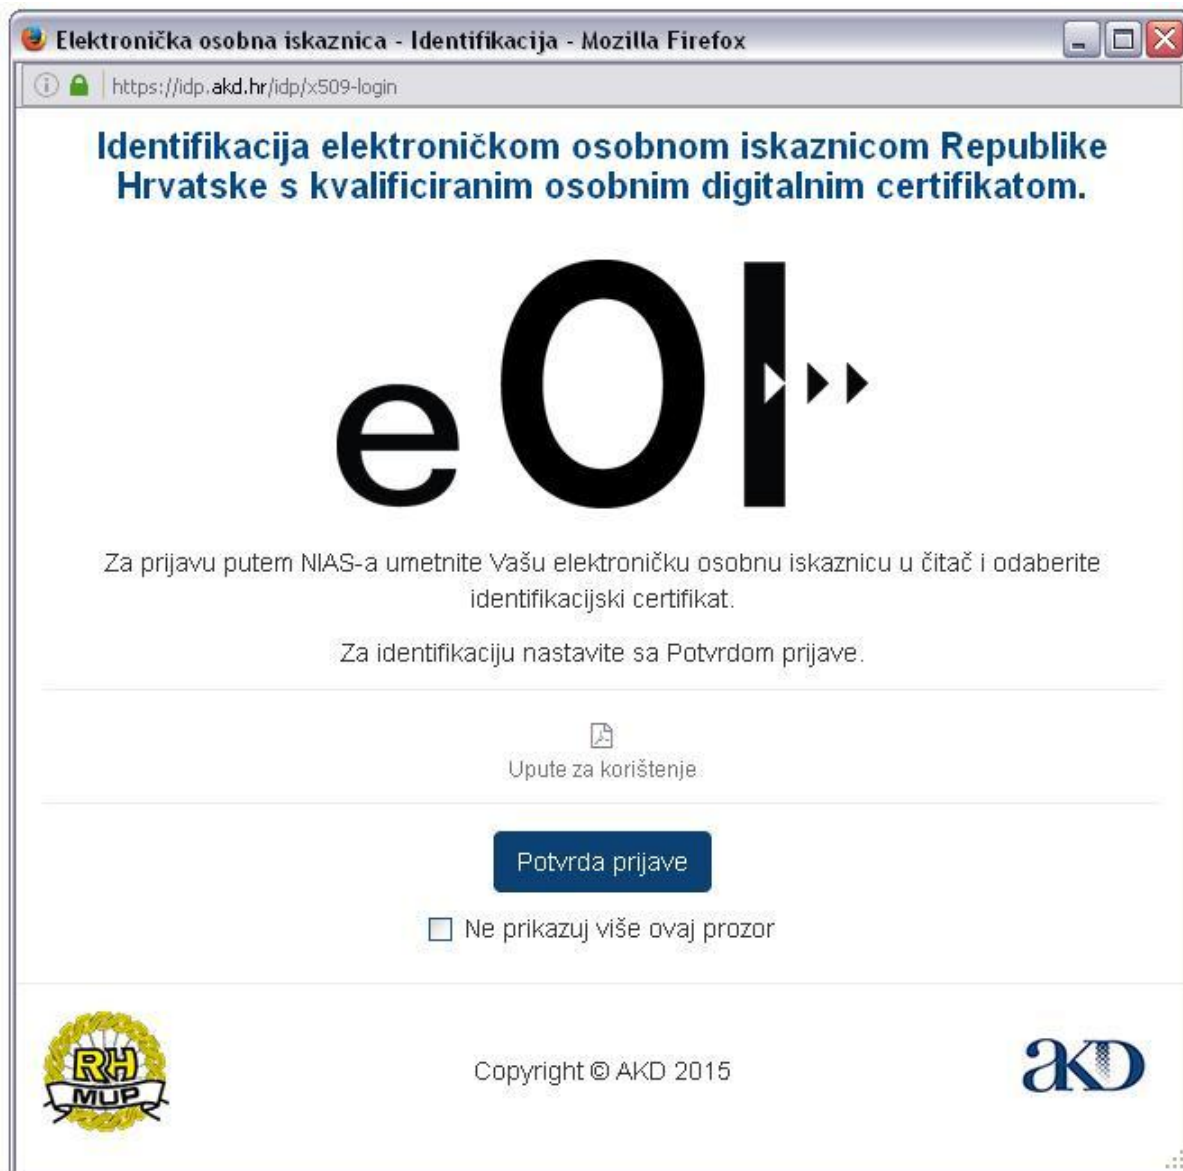 Elektronička osobna iskaznica - Identifikacija - Mozilla Firefox
https://idp.akd.hr/idp/x509-login
Identifikacija elektroničkom osobnom iskaznicom Republike
Hrvatske s kvalificiranim osobnim digitalnim certifikatom.
eOI
Za prijavu putem NIAS-a umetnite Vašu elektroničku osobnu iskaznicu u čitač i odaberite
identifikacijski certifikat.
Za identifikaciju nastavite sa Potvrdom prijave.
Upute za korištenje
Potvrda prijave
Ne prikazuj više ovaj prozor
RH
MUP
Copyright © AKD 2015
aKD